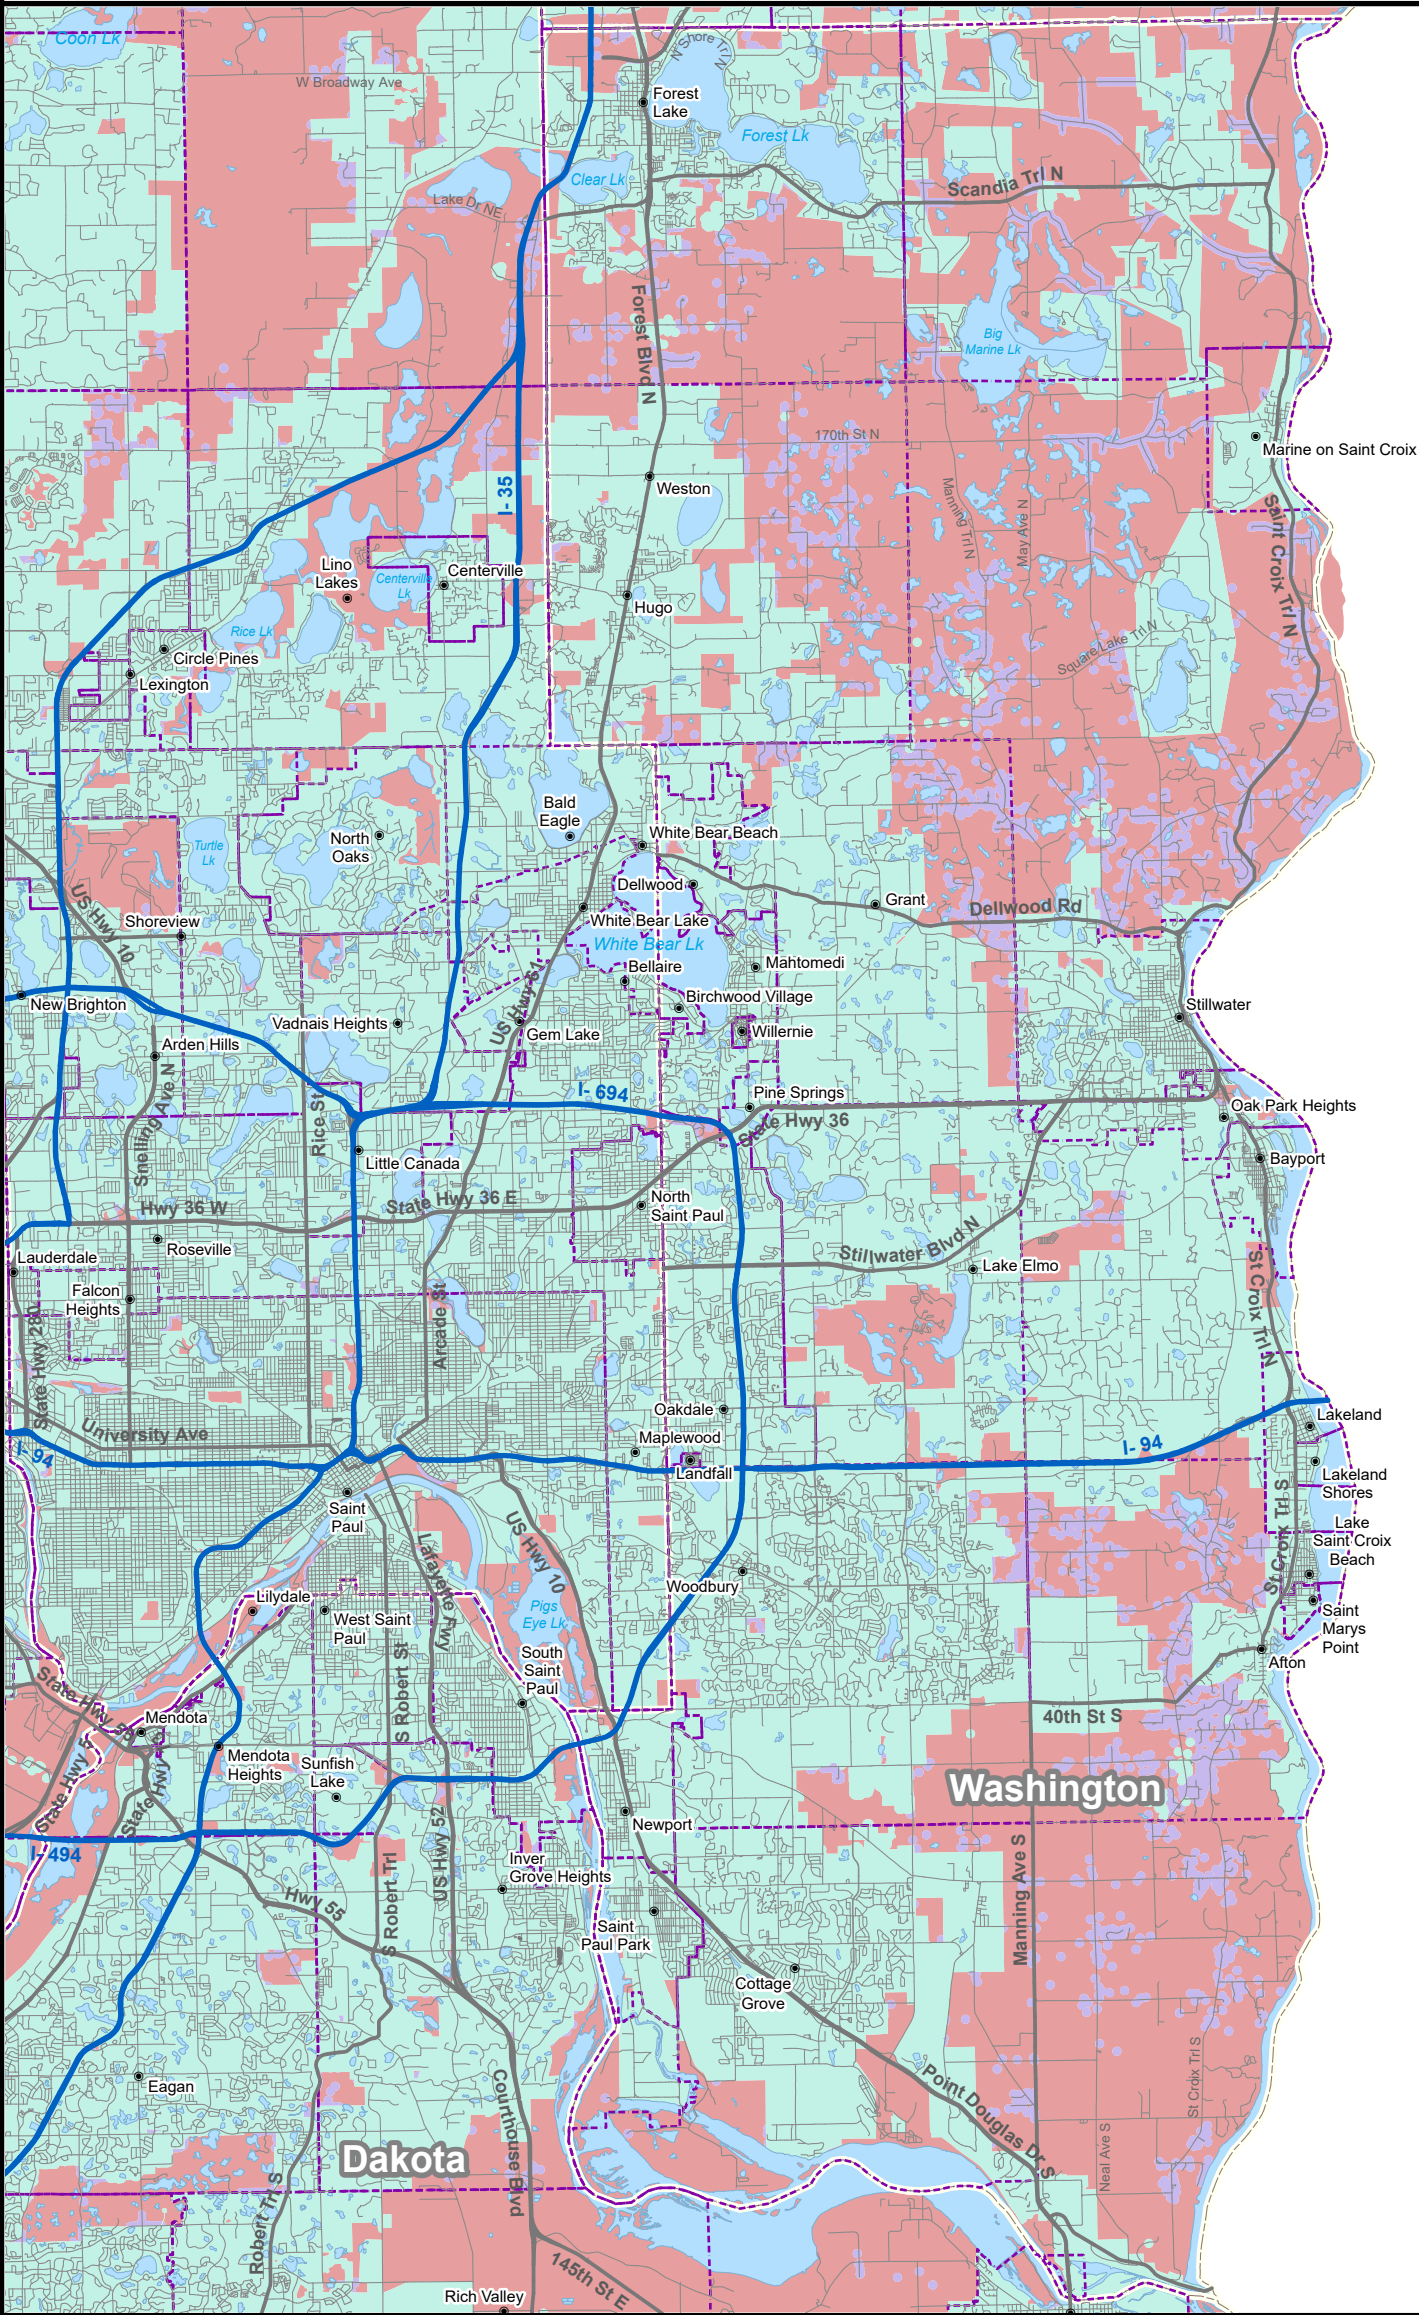 Coon Lk
W Broadway Ave
N Shore Trl N
Forest
Lake
Forest Lk
Clear Lk
Scandia Trl N
Lake Dr NE
Forest Blvd N
Big
Marine Lk
170th St N
Marine on Saint Croix
Weston
I- 35
Manning Trl N
May Ave N
Saint Croix Trl N
Lino
Lakes
Centerville
Lk
Centerville
Hugo
Rice Lk
Square Lake Trl N
Circle Pines
Lexington
Bald
Eagle
White Bear Beach
North
Oaks
Turtle
Lk
US Hwy 10
Dellwood
Grant
Dellwood Rd
Shoreview
White Bear Lake
White Bear Lk
Mahtomedi
Bellaire
US Hwy 61
New Brighton
Birchwood Village
Stillwater
Vadnais Heights
Willernie
Gem Lake
Arden Hills
I- 694
Pine Springs
Snelling Ave N
Rice St
State Hwy 36
Oak Park Heights
Little Canada
Bayport
State Hwy 36 E
North
Saint Paul
Hwy 36 W
Roseville
Stillwater Blvd N
Lauderdale
Lake Elmo
St Croix Trl N
Falcon
Heights
State Hwy 280
Arcade St
Oakdale
Lakeland
University Ave
Maplewood
I- 94
I- 94
Landfall
Lakeland
Shores
Saint
Paul
US Hwy 10
Lafayette Fwy
St Croix Trl S
Lake
Saint Croix
Beach
Woodbury
Lilydale
Pigs
Eye Lk
West Saint
Paul
Saint
Marys
Point
South
Saint
Paul
S Robert St
Afton
State Hwy 55
Mendota
40th St S
State Hwy 5
State Hwy
Mendota
Heights
Sunfish
Lake
Washington
Newport
I- 494
US Hwy 52
Inver
Grove Heights
S Robert Trl
Manning Ave S
Hwy 55
Saint
Paul Park
Cottage
Grove
St Croix Trl S
Eagan
Courthouse Blvd
Point Douglas Dr S
Neal Ave S
Dakota
Robert Trl S
145th St E
Rich Valley